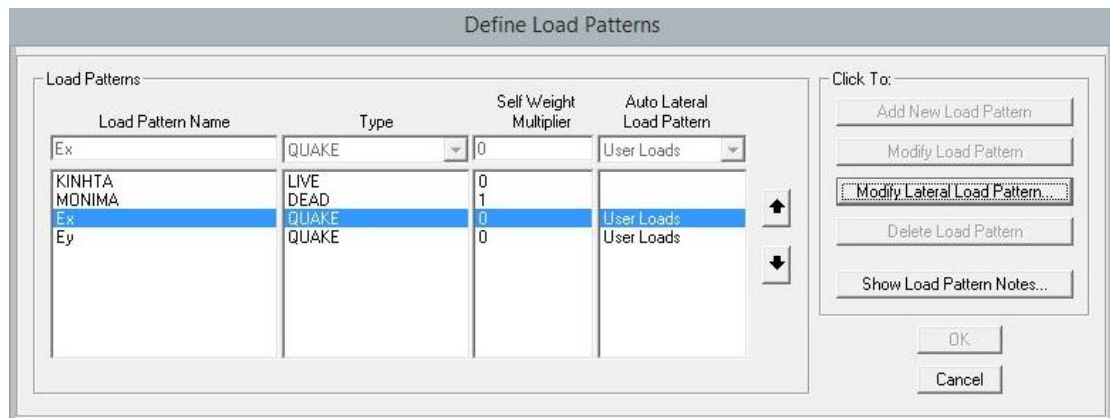 Define Load Patterns
Load Patterns
Load Pattern Name
Type
Self Weight
Multiplier
Auto Lateral
Load Pattern
Ex
QUAKE
0
User Loads
KINHTA
LIVE
0
MONIMA
DEAD
1
Ex
QUAKE
0
User Loads
Ey
QUAKE
0
User Loads
Click To:
Add New Load Pattern
Modify Load Pattern
Modify Lateral Load Pattern...
Delete Load Pattern
Show Load Pattern Notes...
OK
Cancel